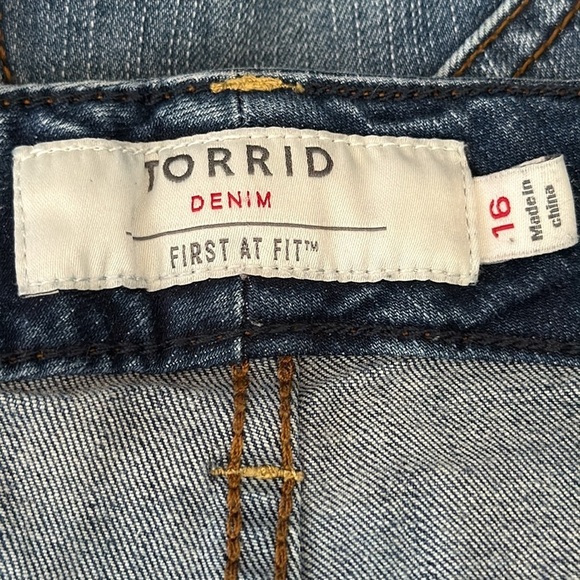 TORRID
DENIM
FIRST AT FIT™
16
Made in
china